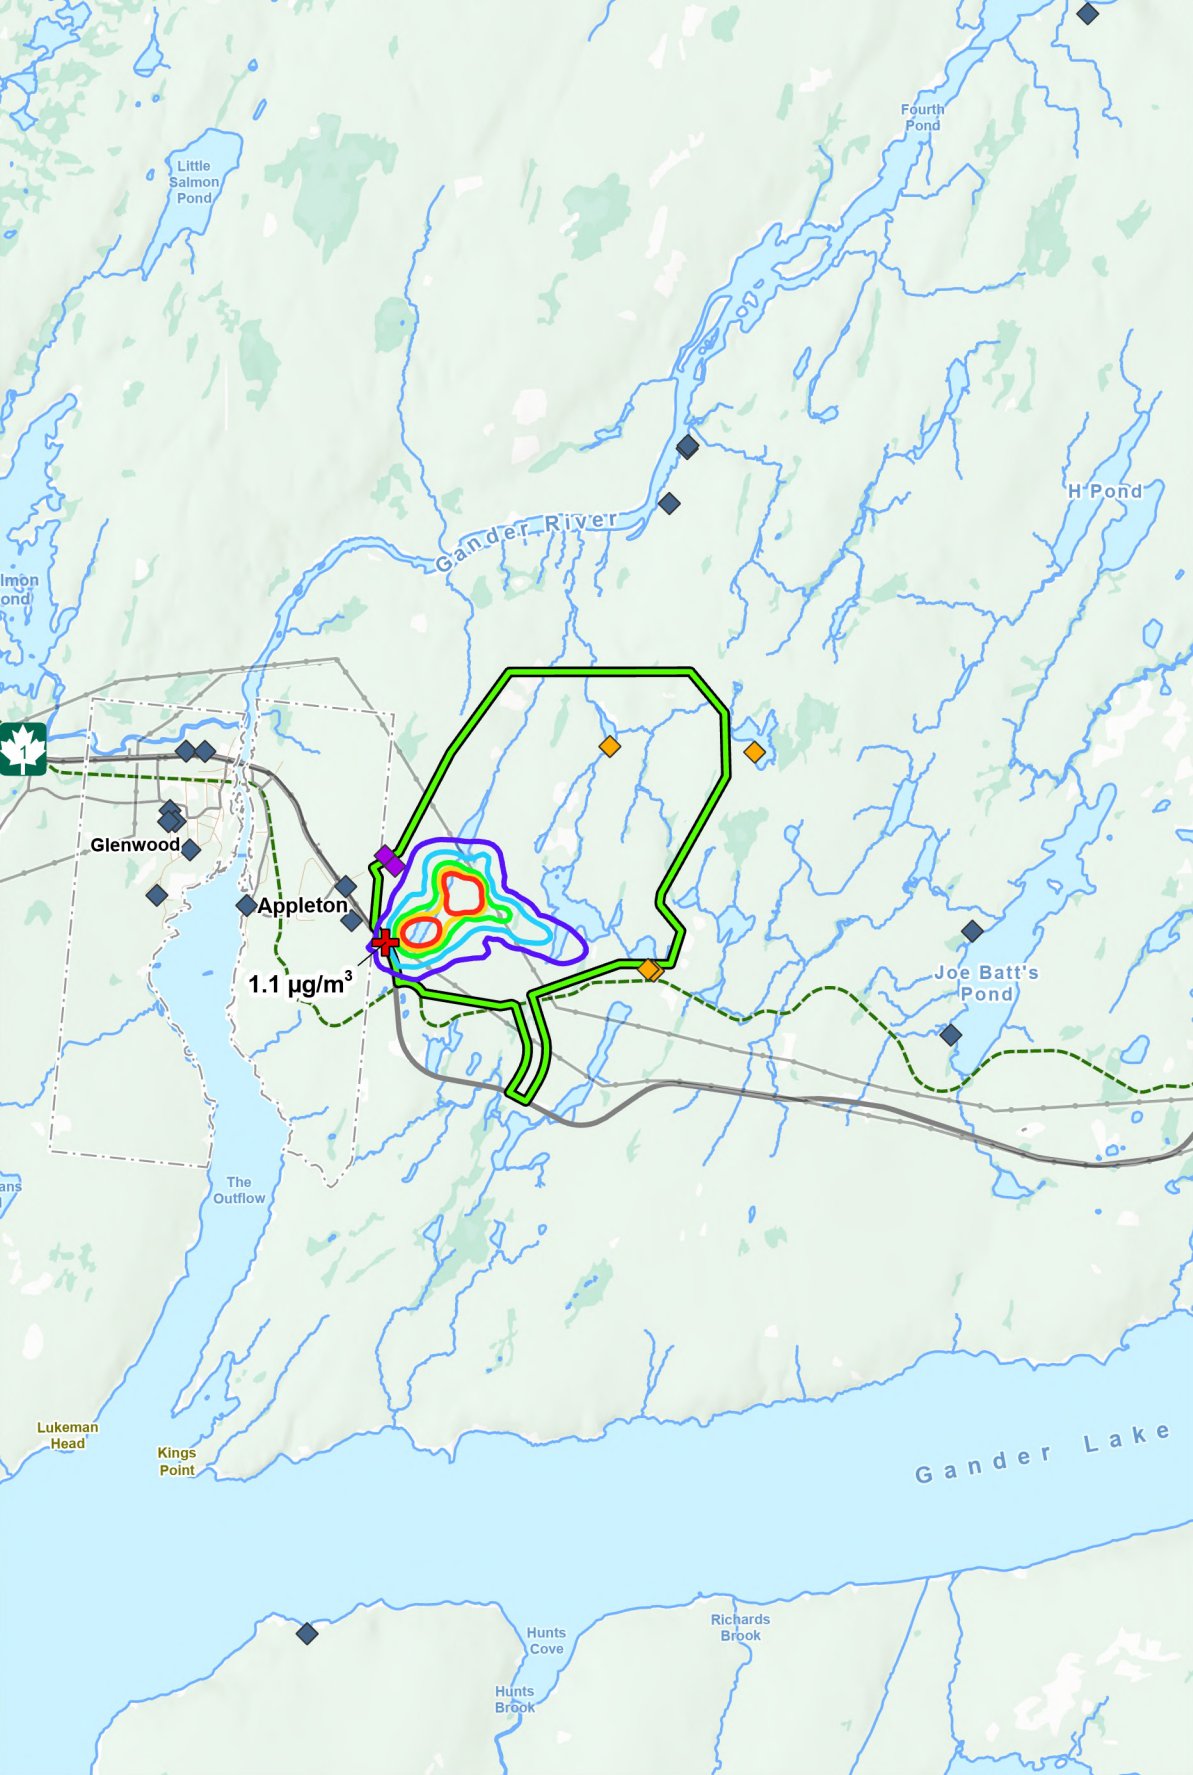 Fourth
Pond
Little
Salmon
Pond
H Pond
Gander River
lmon
ond
1
Glenwood
Appleton
1.1 µg/m³
Joe Batt's
Pond
ans
The
Outflow
Lukeman
Head
Kings
Point
Gander Lake
Hunts
Cove
Richards
Brook
Hunts
Brook